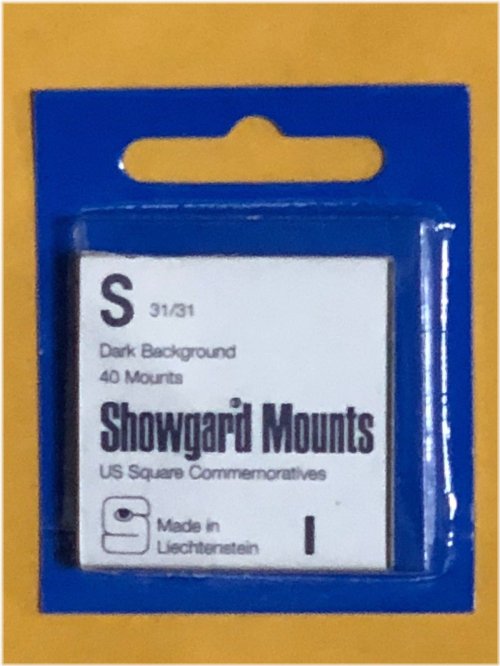 S 31/31
Dark Background
40 Mounts
Showgard Mounts
US Square Commemoratives
Made in
Liechtenstein
I